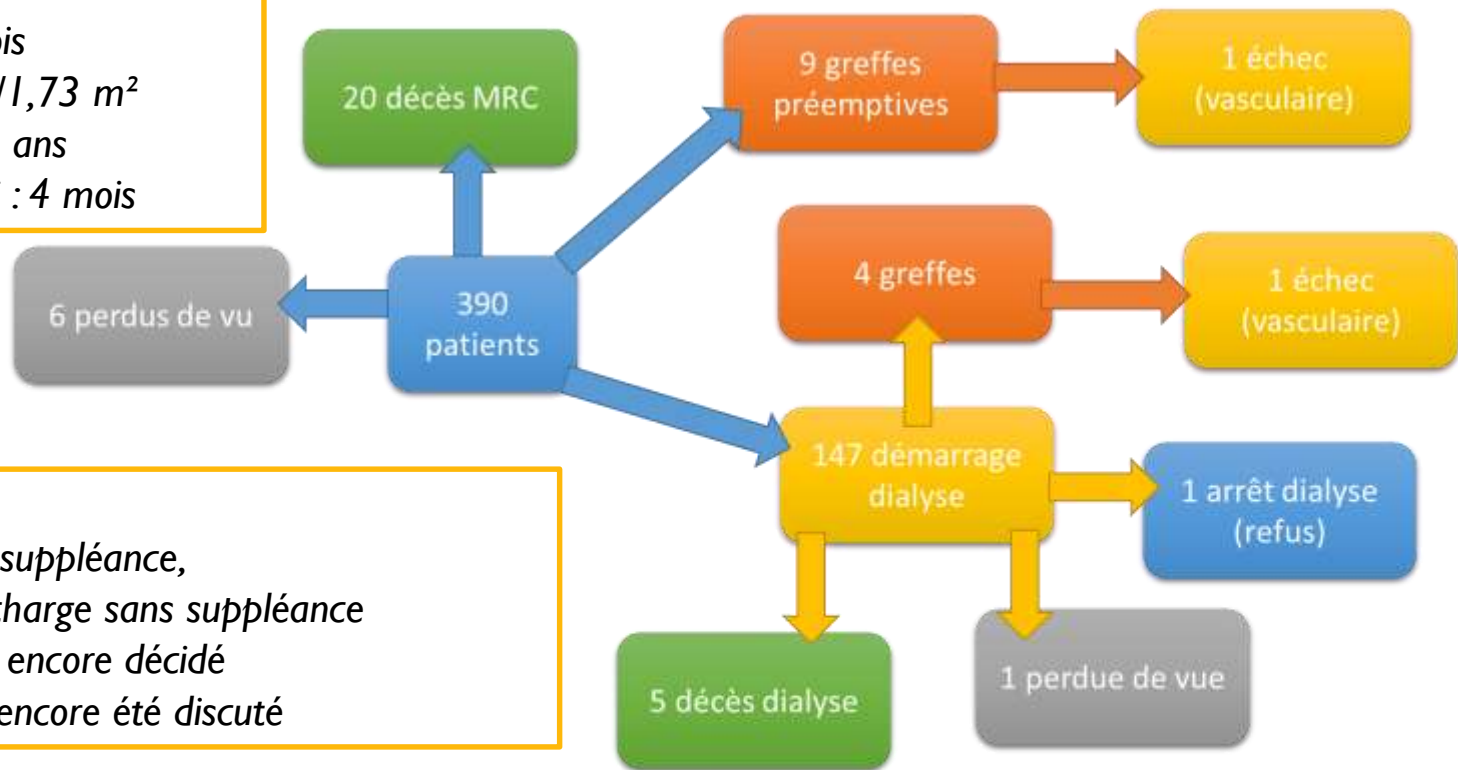 /1,73 m²
ans
: 4 mois
20 décès MRC
9 greffes
préemptives
1 échec
(vasculaire)
6 perdus de vu
390
patients
4 greffes
1 échec
(vasculaire)
147 démarrage
dialyse
1 arrêt dialyse
(refus)
suppléance,
charge sans suppléance
encore décidé
encore été discuté
5 décès dialyse
1 perdue de vue